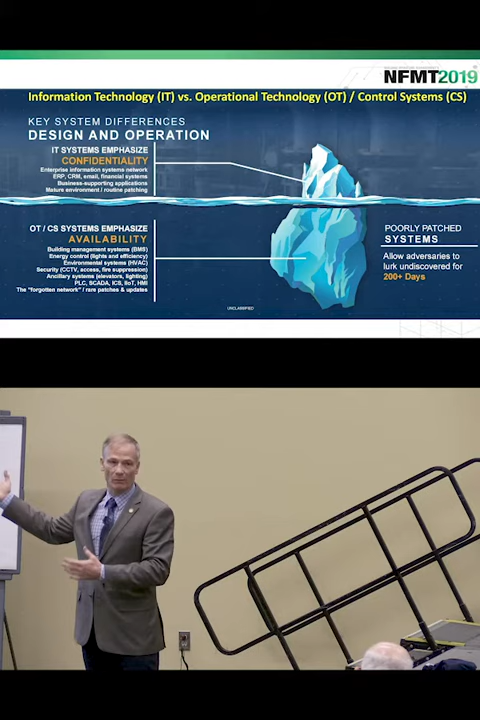 NFMT2019
Information Technology (IT) vs. Operational Technology (OT) / Control Systems (CS)
KEY SYSTEM DIFFERENCES
DESIGN AND OPERATION
IT SYSTEMS EMPHASIZE
CONFIDENTIALITY
Enterprise information systems network
ERP, CRM, email, financial systems
Business-supporting applications
Mature environment / routine patching
OT / CS SYSTEMS EMPHASIZE
AVAILABILITY
Building management systems (BMS)
Energy control (lights and efficiency)
Environmental systems (HVAC)
Security (CCTV, access, fire suppression)
Ancillary systems (elevators, lighting)
PLC, SCADA, ICS, IIoT, HMI
The "forgotten network" / rare patches & updates
POORLY PATCHED
SYSTEMS
Allow adversaries to
lurk undiscovered for
200+ Days
UNCLASSIFIED